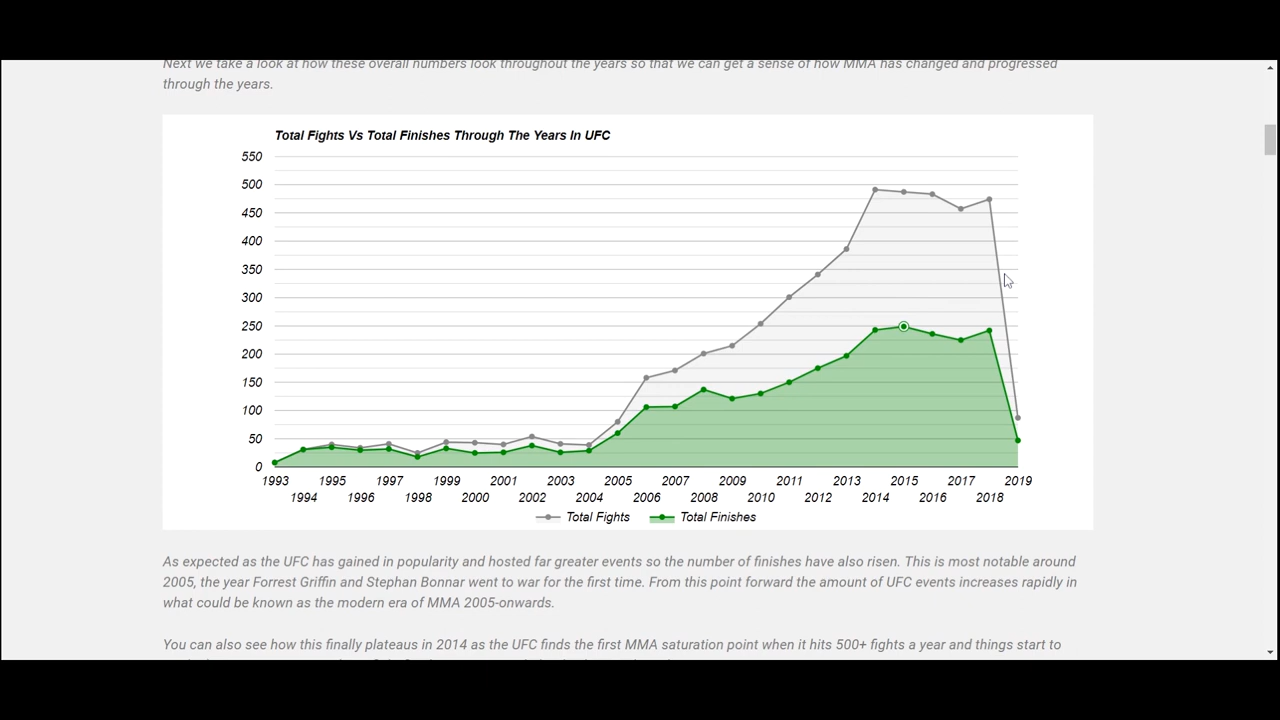 Next we take a look at how these overall numbers look throughout the years so that we can get a sense of how MMA has changed and progressed
through the years.
Total Fights Vs Total Finishes Through The Years In UFC
550
500
450
400
350
300
250
200
150
100
50
0
1993 1995 1997 1999 2001 2003 2005 2007 2009 2011 2013 2015 2017 2019
1994 1996 1998 2000 2002 2004 2006 2008 2010 2012 2014 2016 2018
Total Fights Total Finishes
As expected as the UFC has gained in popularity and hosted far greater events so the number of finishes have also risen. This is most notable around
2005, the year Forrest Griffin and Stephan Bonnar went to war for the first time. From this point forward the amount of UFC events increases rapidly in
what could be known as the modern era of MMA 2005-onwards.
You can also see how this finally plateaus in 2014 as the UFC finds the first MMA saturation point when it hits 500+ fights a year and things start to